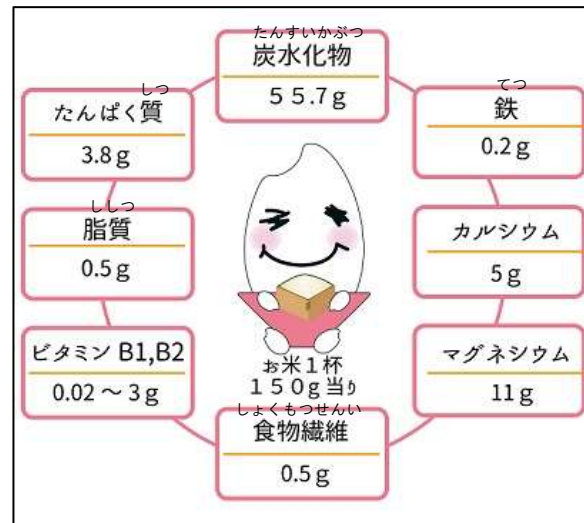 たんすいかぶつ
炭水化物
５５.7ｇ
しつ
たんぱく質
3.8ｇ
てつ
鉄
0.2ｇ
ししつ
脂質
0.5ｇ
カルシウム
5ｇ
ビタミン B1,B2
0.02 〜 3ｇ
マグネシウム
11ｇ
お米１杯
１５０ｇ当り
しょくもつせんい
食物繊維
0.5ｇ